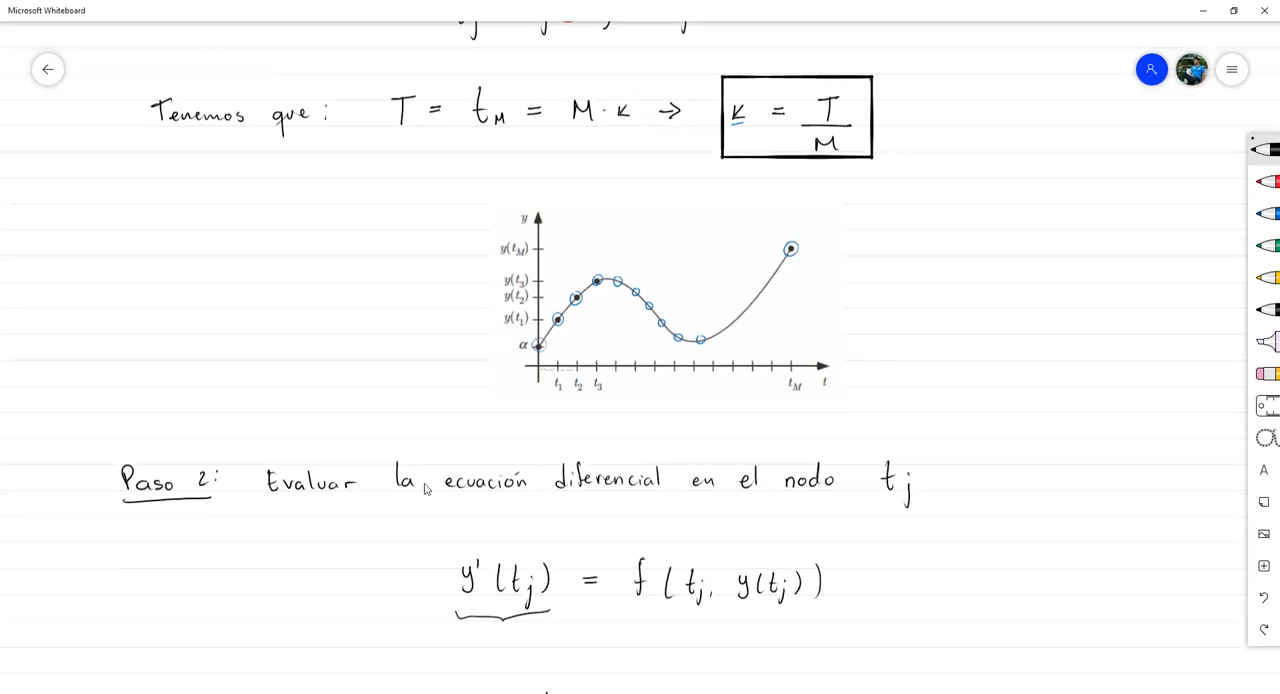 Microsoft Whiteboard
Tenemos que: T = t_M = M · k → k = T/M
y
y(t_M)
y(t_3)
y(t_2)
y(t_1)
α
t_1 t_2 t_3 t_M t
Paso 2: Evaluar la ecuación diferencial en el nodo t_j
y'(t_j) = f(t_j, y(t_j))
A